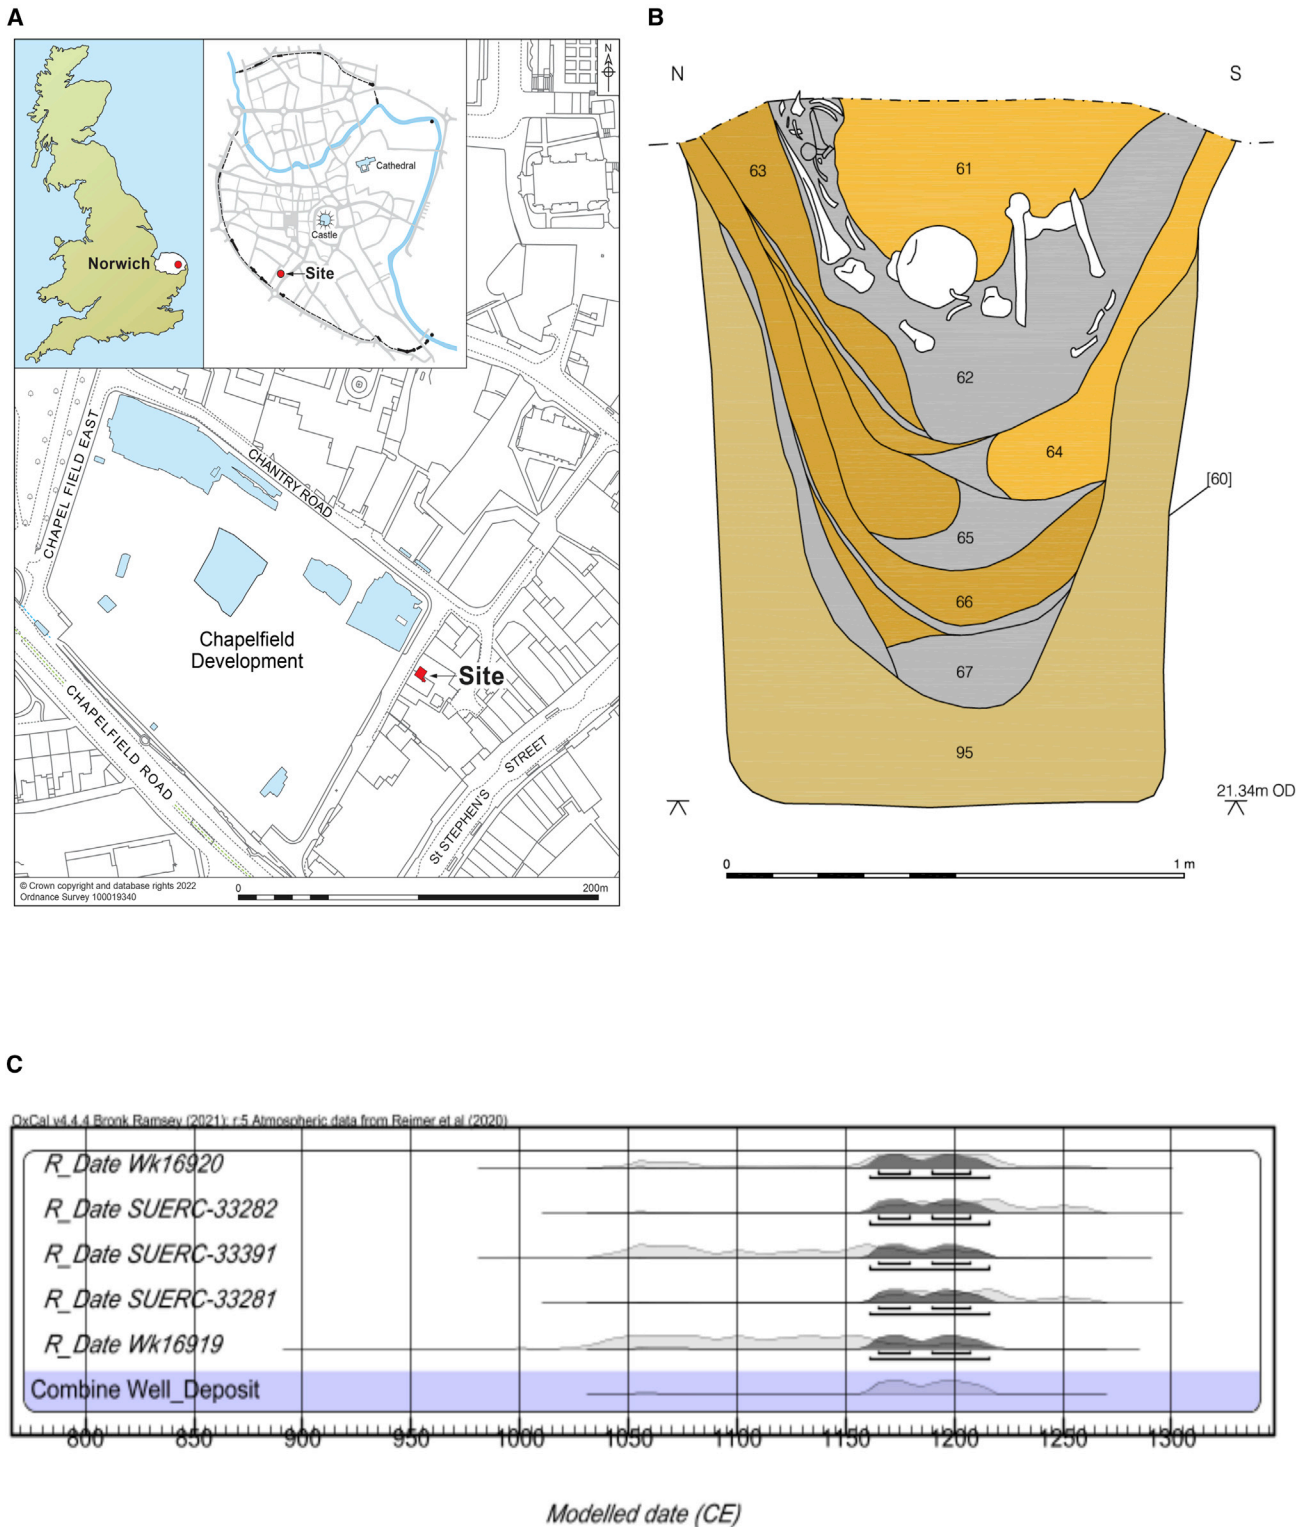 A
B
N
Cathedral
Castle
Site
Norwich
CHAPEL FIELD EAST
CHANTRY ROAD
Chapelfield
Development
Site
CHAPELFIELD ROAD
St STEPHEN'S STREET
© Crown copyright and database rights 2022
Ordnance Survey 100019340
0 200m
N S
63
61
62
64
[60]
65
66
67
95
21.34m OD
0 1 m
C
OxCal v4.4.4 Bronk Ramsey (2021); r:5 Atmospheric data from Reimer et al (2020)
R_Date Wk16920
R_Date SUERC-33282
R_Date SUERC-33391
R_Date SUERC-33281
R_Date Wk16919
Combine Well_Deposit
800 850 900 950 1000 1050 1100 1150 1200 1250 1300
Modelled date (CE)